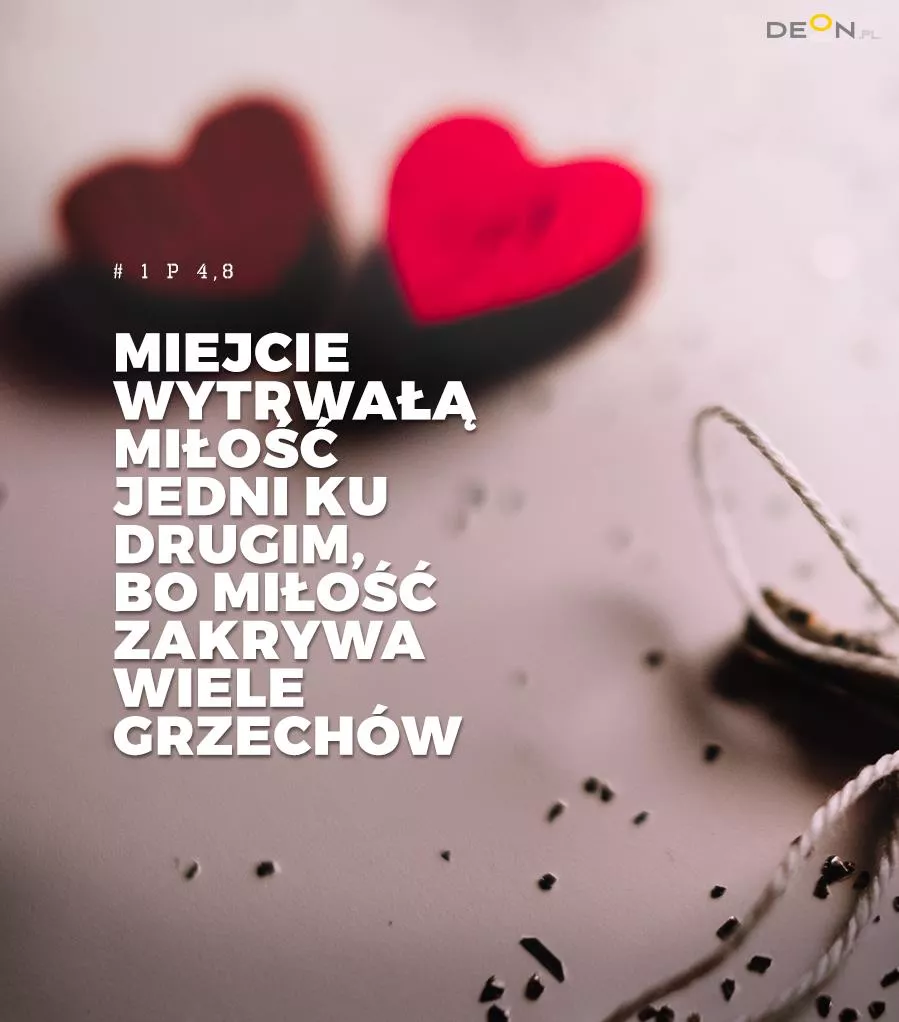 DEON.PL
# 1 P 4,8
MIEJCIE
WYTRWAŁĄ
MIŁOŚĆ
JEDNI KU
DRUGIM,
BO MIŁOŚĆ
ZAKRYWA
WIELE
GRZECHÓW